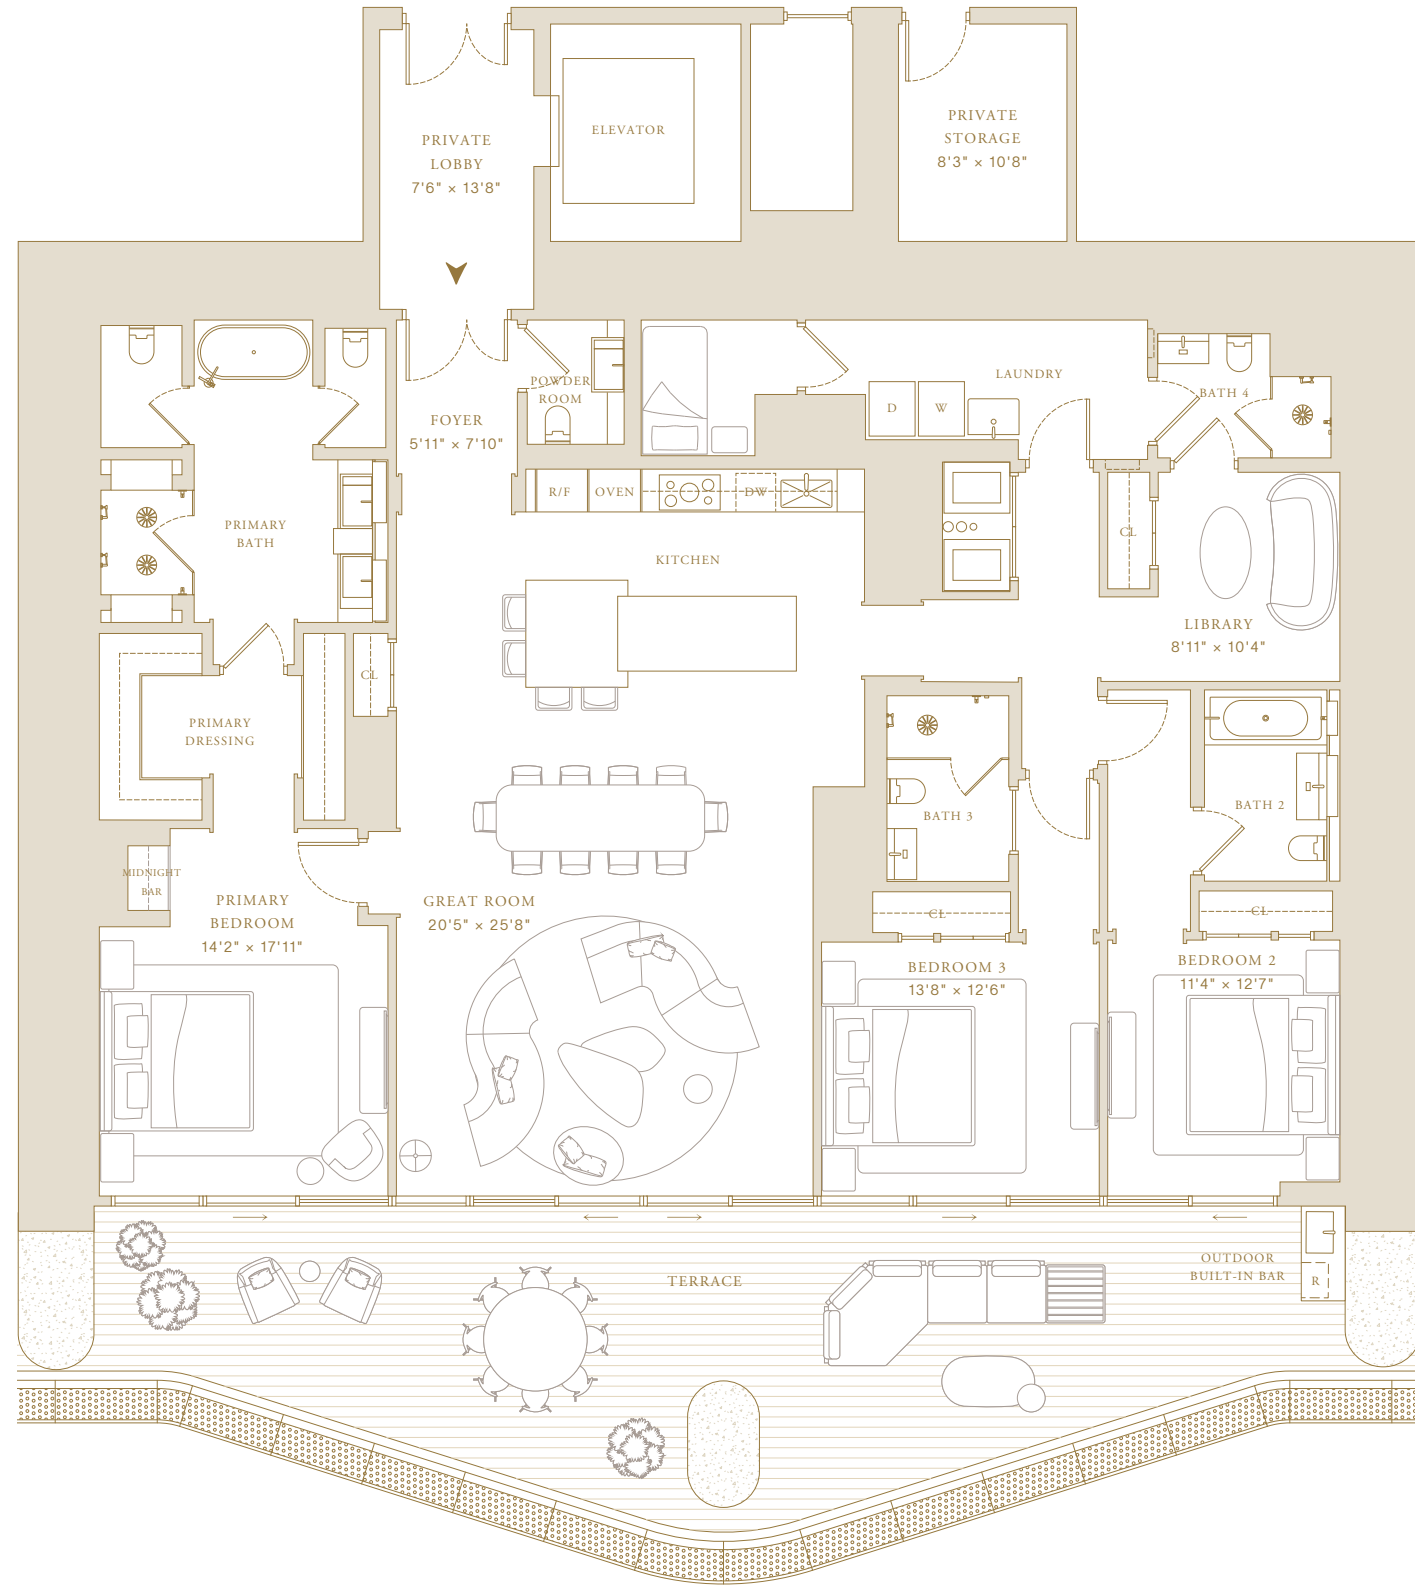 PRIVATE
LOBBY
7'6" × 13'8"
ELEVATOR
PRIVATE
STORAGE
8'3" × 10'8"
FOYER
5'11" × 7'10"
POWDER
ROOM
LAUNDRY
D
W
BATH 4
R/F
OVEN
DW
PRIMARY
BATH
KITCHEN
CL
LIBRARY
8'11" × 10'4"
CL
PRIMARY
DRESSING
BATH 3
BATH 2
MIDNIGHT
BAR
PRIMARY
BEDROOM
14'2" × 17'11"
GREAT ROOM
20'5" × 25'8"
CL
CL
BEDROOM 3
13'8" × 12'6"
BEDROOM 2
11'4" × 12'7"
TERRACE
OUTDOOR
BUILT-IN BAR
R